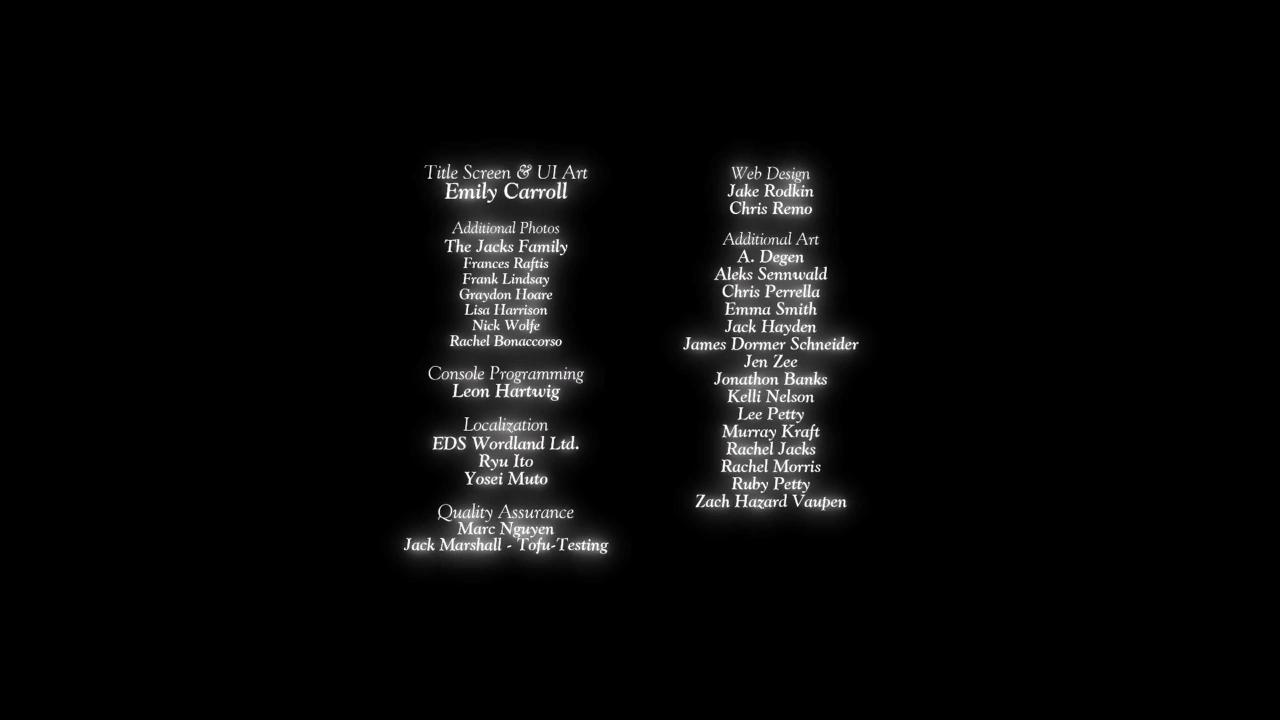 Title Screen & UI Art
Emily Carroll
Additional Photos
The Jacks Family
Frances Raftis
Frank Lindsay
Graydon Hoare
Lisa Harrison
Nick Wolfe
Rachel Bonaccorso
Console Programming
Leon Hartwig
Localization
EDS Wordland Ltd.
Ryu Ito
Yosei Muto
Quality Assurance
Marc Nguyen
Jack Marshall - Tofu-Testing
Web Design
Jake Rodkin
Chris Remo
Additional Art
A. Degen
Aleks Sennwald
Chris Perrella
Emma Smith
Jack Hayden
James Dormer Schneider
Jen Zee
Jonathon Banks
Kelli Nelson
Lee Petty
Murray Kraft
Rachel Jacks
Rachel Morris
Ruby Petty
Zach Hazard Vaupen